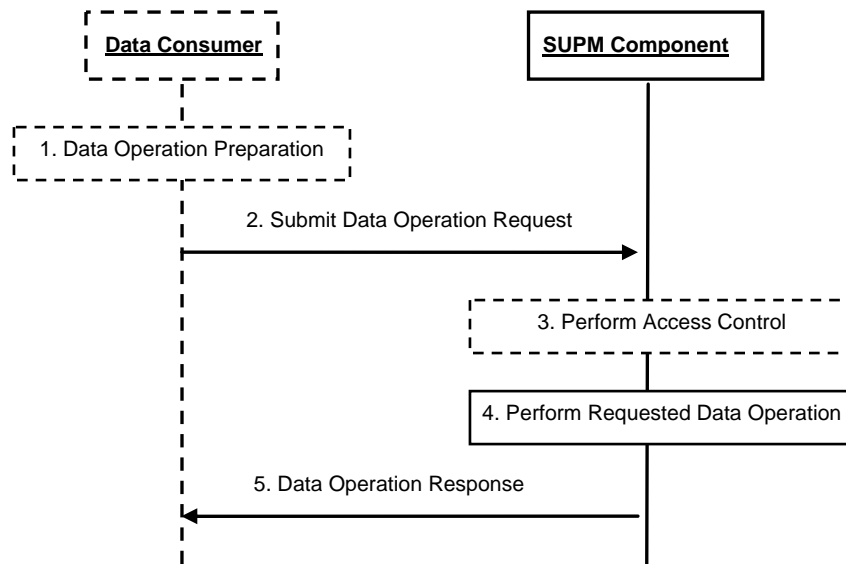 Data Consumer
SUPM Component
1. Data Operation Preparation
2. Submit Data Operation Request
3. Perform Access Control
4. Perform Requested Data Operation
5. Data Operation Response